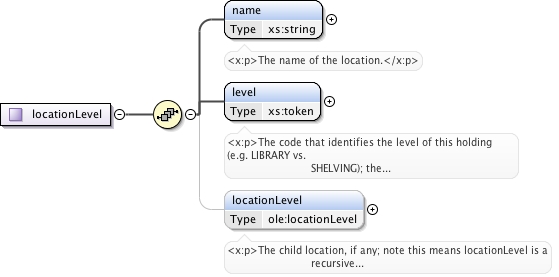 name
Type xs:string
<x:p>The name of the location.</x:p>
level
Type xs:token
locationLevel
<x:p>The code that identifies the level of this holding
(e.g. LIBRARY vs.
SHELVING); the...
locationLevel
Type ole:locationLevel
<x:p>The child location, if any; note this means locationLevel is a
recursive...